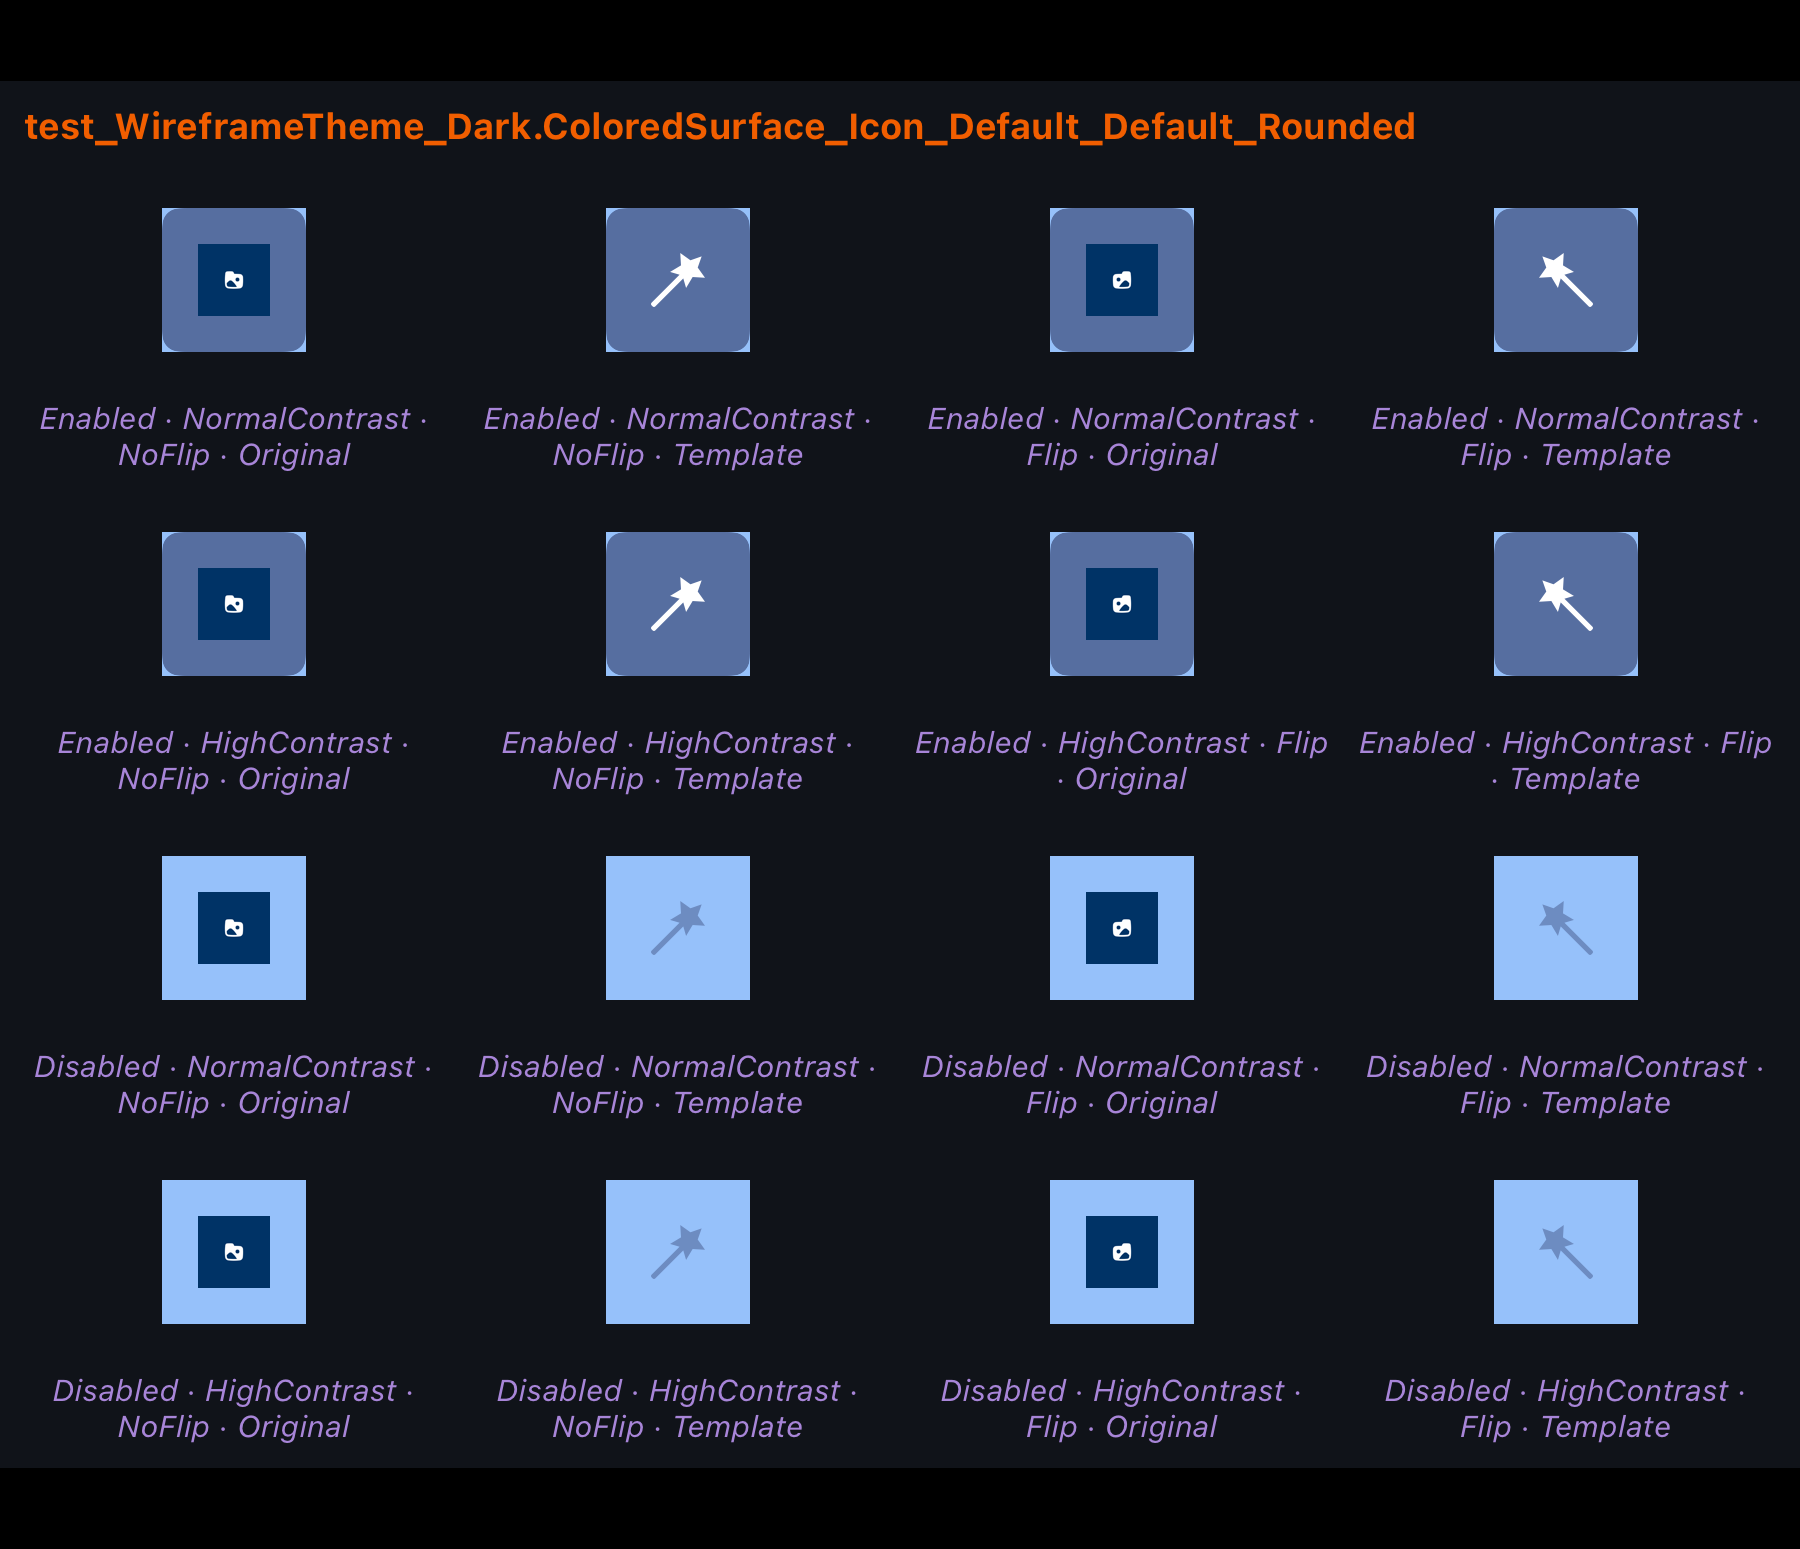 test_WireframeTheme_Dark.ColoredSurface_Icon_Default_Default_Rounded
Enabled · NormalContrast ·
NoFlip · Original
Enabled · NormalContrast ·
NoFlip · Template
Enabled · NormalContrast ·
Flip · Original
Enabled · NormalContrast ·
Flip · Template
Enabled · HighContrast ·
NoFlip · Original
Enabled · HighContrast ·
NoFlip · Template
Enabled · HighContrast · Flip
· Original
Enabled · HighContrast · Flip
· Template
Disabled · NormalContrast ·
NoFlip · Original
Disabled · NormalContrast ·
NoFlip · Template
Disabled · NormalContrast ·
Flip · Original
Disabled · NormalContrast ·
Flip · Template
Disabled · HighContrast ·
NoFlip · Original
Disabled · HighContrast ·
NoFlip · Template
Disabled · HighContrast ·
Flip · Original
Disabled · HighContrast ·
Flip · Template